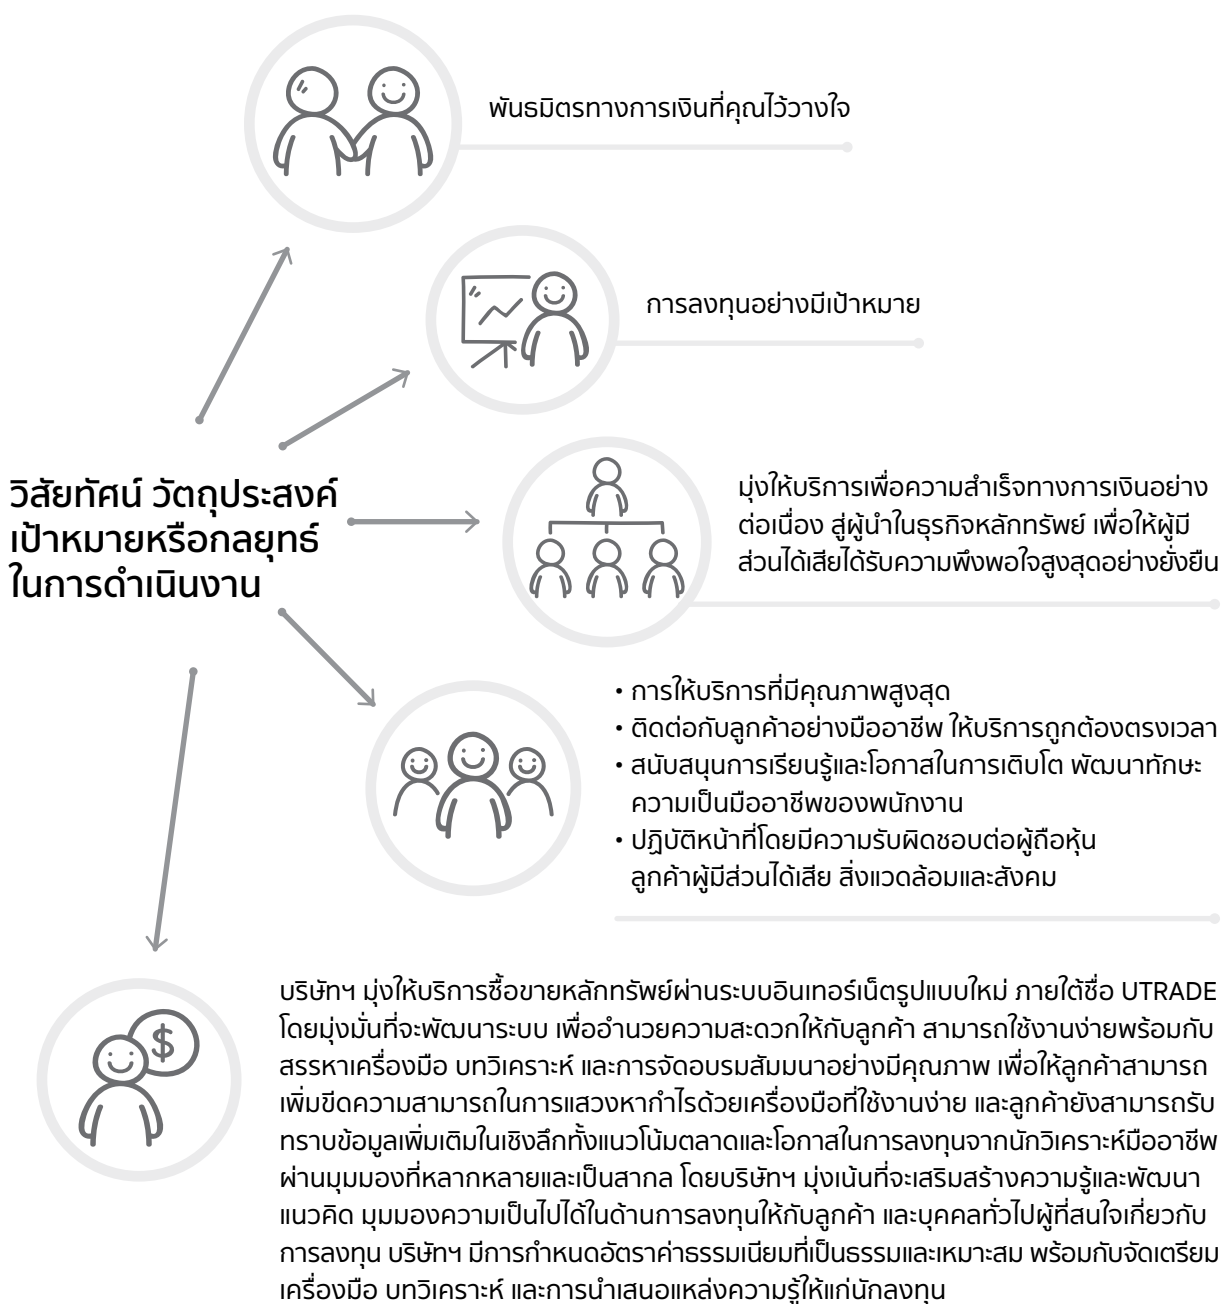 พันธมิตรทางการเงินที่คุณไว้วางใจ
การลงทุนอย่างมีเป้าหมาย
วิสัยทัศน์ วัตถุประสงค์
เป้าหมายหรือกลยุทธ์
ในการดำเนินงาน
มุ่งให้บริการเพื่อความสำเร็จทางการเงินอย่าง
ต่อเนื่อง สู่ผู้นำในธุรกิจหลักทรัพย์ เพื่อให้ผู้มี
ส่วนได้เสียได้รับความพึงพอใจสูงสุดอย่างยั่งยืน
• การให้บริการที่มีคุณภาพสูงสุด
• ติดต่อกับลูกค้าอย่างมืออาชีพ ให้บริการถูกต้องตรงเวลา
• สนับสนุนการเรียนรู้และโอกาสในการเติบโต พัฒนาทักษะ
ความเป็นมืออาชีพของพนักงาน
• ปฏิบัติหน้าที่โดยมีความรับผิดชอบต่อผู้ถือหุ้น
ลูกค้าผู้มีส่วนได้เสีย สิ่งแวดล้อมและสังคม
$
บริษัทฯ มุ่งให้บริการซื้อขายหลักทรัพย์ผ่านระบบอินเทอร์เน็ตรูปแบบใหม่ ภายใต้ชื่อ UTRADE
โดยมุ่งมั่นที่จะพัฒนาระบบ เพื่ออำนวยความสะดวกให้กับลูกค้า สามารถใช้งานง่ายพร้อมกับ
สรรหาเครื่องมือ บทวิเคราะห์ และการจัดอบรมสัมมนาอย่างมีคุณภาพ เพื่อให้ลูกค้าสามารถ
เพิ่มขีดความสามารถในการแสวงหากำไรด้วยเครื่องมือที่ใช้งานง่าย และลูกค้ายังสามารถรับ
ทราบข้อมูลเพิ่มเติมในเชิงลึกทั้งแนวโน้มตลาดและโอกาสในการลงทุนจากนักวิเคราะห์มืออาชีพ
ผ่านมุมมองที่หลากหลายและเป็นสากล โดยบริษัทฯ มุ่งเน้นที่จะเสริมสร้างความรู้และพัฒนา
แนวคิด มุมมองความเป็นไปได้ในด้านการลงทุนให้กับลูกค้า และบุคคลทั่วไปผู้ที่สนใจเกี่ยวกับ
การลงทุน บริษัทฯ มีการกำหนดอัตราค่าธรรมเนียมที่เป็นธรรมและเหมาะสม พร้อมกับจัดเตรียม
เครื่องมือ บทวิเคราะห์ และการนำเสนอแหล่งความรู้ให้แก่นักลงทุน